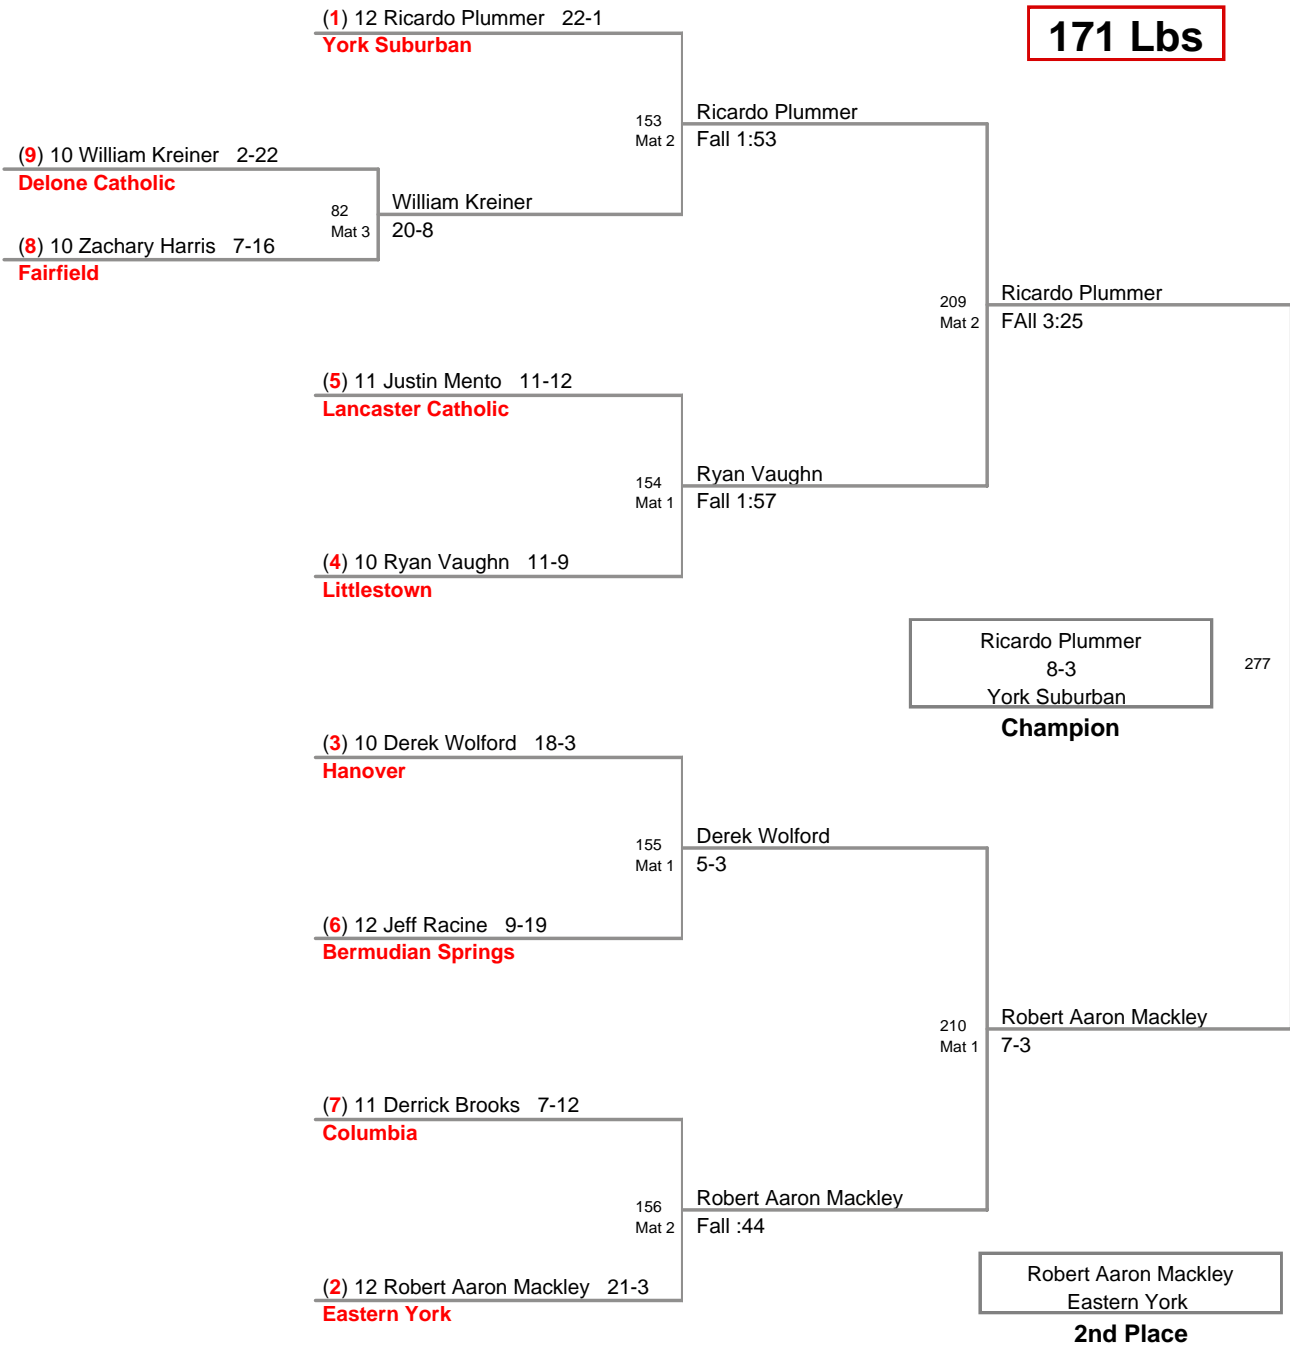 (1) 12 Ricardo Plummer 22-1
York Suburban
171 Lbs
153
Mat 2
Ricardo Plummer
Fall 1:53
(9) 10 William Kreiner 2-22
Delone Catholic
82
Mat 3
William Kreiner
20-8
(8) 10 Zachary Harris 7-16
Fairfield
209
Mat 2
Ricardo Plummer
FAll 3:25
(5) 11 Justin Mento 11-12
Lancaster Catholic
154
Mat 1
Ryan Vaughn
Fall 1:57
(4) 10 Ryan Vaughn 11-9
Littlestown
Ricardo Plummer
8-3
York Suburban
Champion
277
(3) 10 Derek Wolford 18-3
Hanover
155
Mat 1
Derek Wolford
5-3
(6) 12 Jeff Racine 9-19
Bermudian Springs
210
Mat 1
Robert Aaron Mackley
7-3
(7) 11 Derrick Brooks 7-12
Columbia
156
Mat 2
Robert Aaron Mackley
Fall :44
(2) 12 Robert Aaron Mackley 21-3
Eastern York
Robert Aaron Mackley
Eastern York
2nd Place